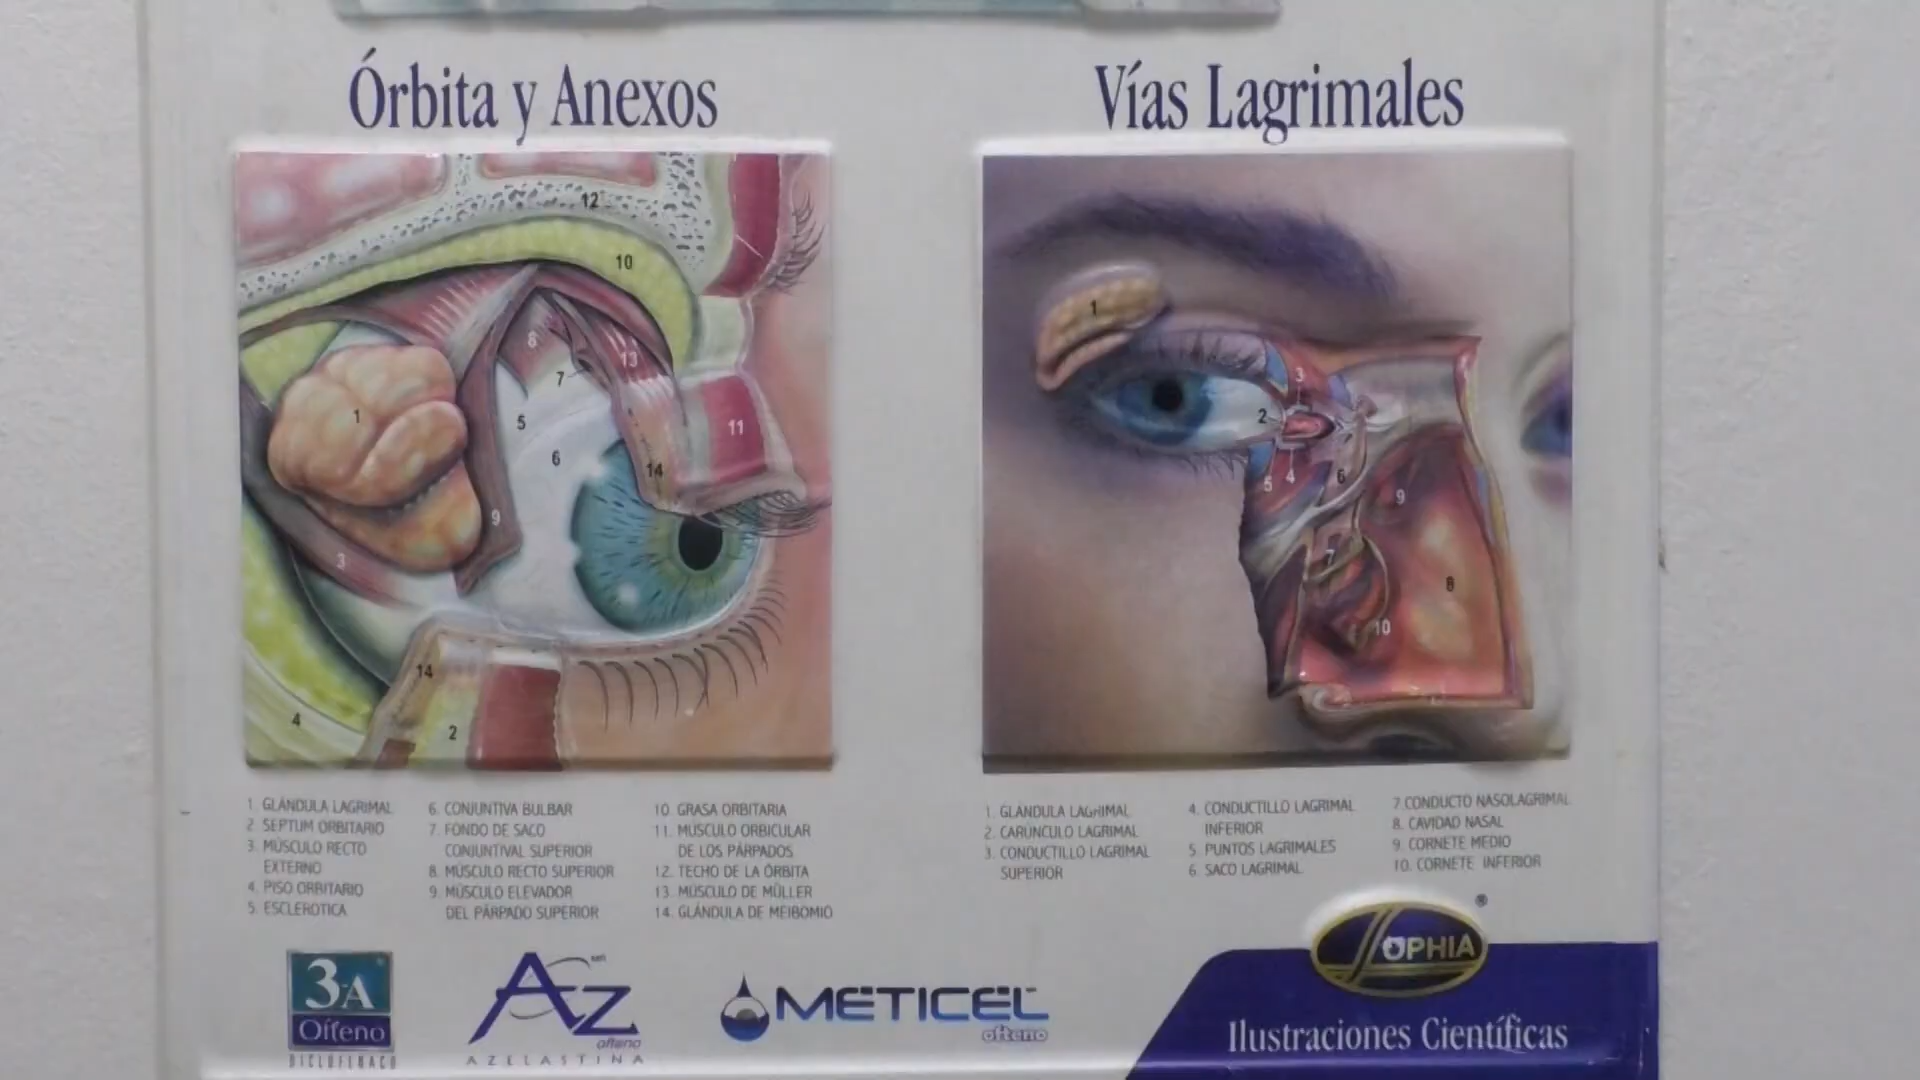 Órbita y Anexos
12
10
8
13
7
1
5
11
6
14
9
3
14
4
2
1. GLÁNDULA LAGRIMAL
2. SEPTUM ORBITARIO
3. MÚSCULO RECTO
EXTERNO
4. PISO ORBITARIO
5. ESCLEROTICA
6. CONJUNTIVA BULBAR
7. FONDO DE SACO
CONJUNTIVAL SUPERIOR
8. MÚSCULO RECTO SUPERIOR
9. MÚSCULO ELEVADOR
DEL PÁRPADO SUPERIOR
10. GRASA ORBITARIA
11. MÚSCULO ORBICULAR
DE LOS PÁRPADOS
12. TECHO DE LA ÓRBITA
13. MÚSCULO DE MÜLLER
14. GLÁNDULA DE MEIBOMIO
Vías Lagrimales
1
3
2
5
4
6
9
7
8
10
1. GLÁNDULA LAGRIMAL
2. CARÚNCULO LAGRIMAL
3. CONDUCTILLO LAGRIMAL
SUPERIOR
4. CONDUCTILLO LAGRIMAL
INFERIOR
5. PUNTOS LAGRIMALES
6. SACO LAGRIMAL
7.CONDUCTO NASOLAGRIMAL
8. CAVIDAD NASAL
9. CORNETE MEDIO
10. CORNETE INFERIOR
3-A
Ofteno
DICLOFENACO
AZ
ofteno
AZELASTINA
METICEL
ofteno
SOPHIA
®
Ilustraciones Científicas